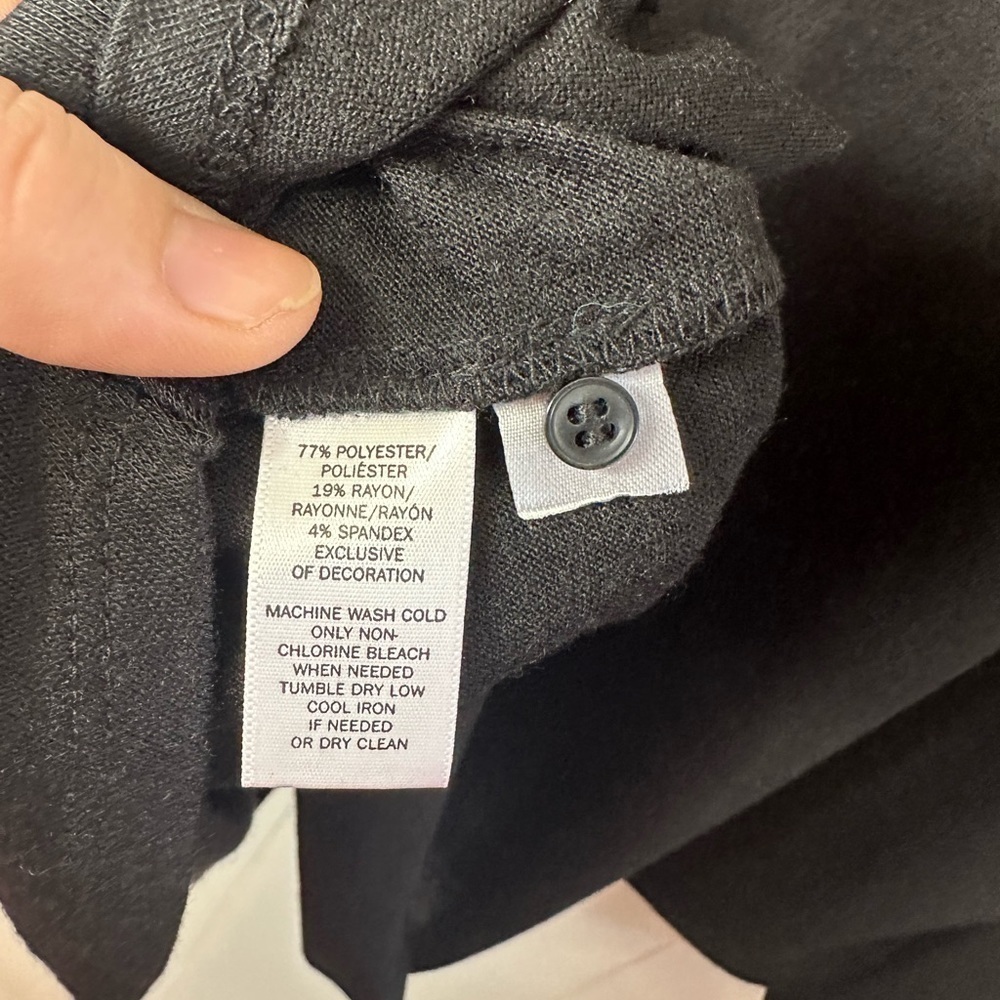 77% POLYESTER/
POLIÉSTER
19% RAYON/
RAYONNE/RAYÓN
4% SPANDEX
EXCLUSIVE
OF DECORATION
MACHINE WASH COLD
ONLY NON-
CHLORINE BLEACH
WHEN NEEDED
TUMBLE DRY LOW
COOL IRON
IF NEEDED
OR DRY CLEAN